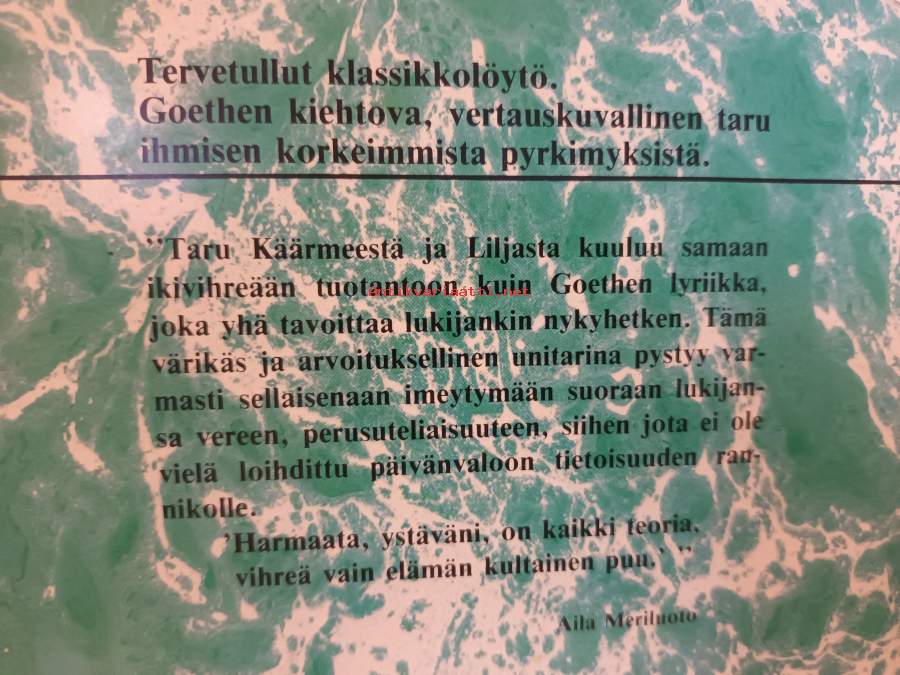 Tervetullut klassikkolöytö.
Goethen kiehtova, vertauskuvallinen taru
ihmisen korkeimmista pyrkimyksistä.
"Taru Käärmeestä ja Liljasta kuuluu samaan
ikivihreään tuotantoon kuin Goethen lyriikka,
antikvariaatti.net
joka yhä tavoittaa lukijankin nykyhetken. Tämä
värikäs ja arvoituksellinen unitarina pystyy var-
masti sellaisenaan imeytymään suoraan lukijan-
sa vereen, perusuteliaisuuteen, siihen jota ei ole
vielä loihdittu päivänvaloon tietoisuuden ran-
nikolle.
'Harmaata, ystäväni, on kaikki teoria,
vihreä vain elämän kultainen puu.' "
Aila Meriluoto